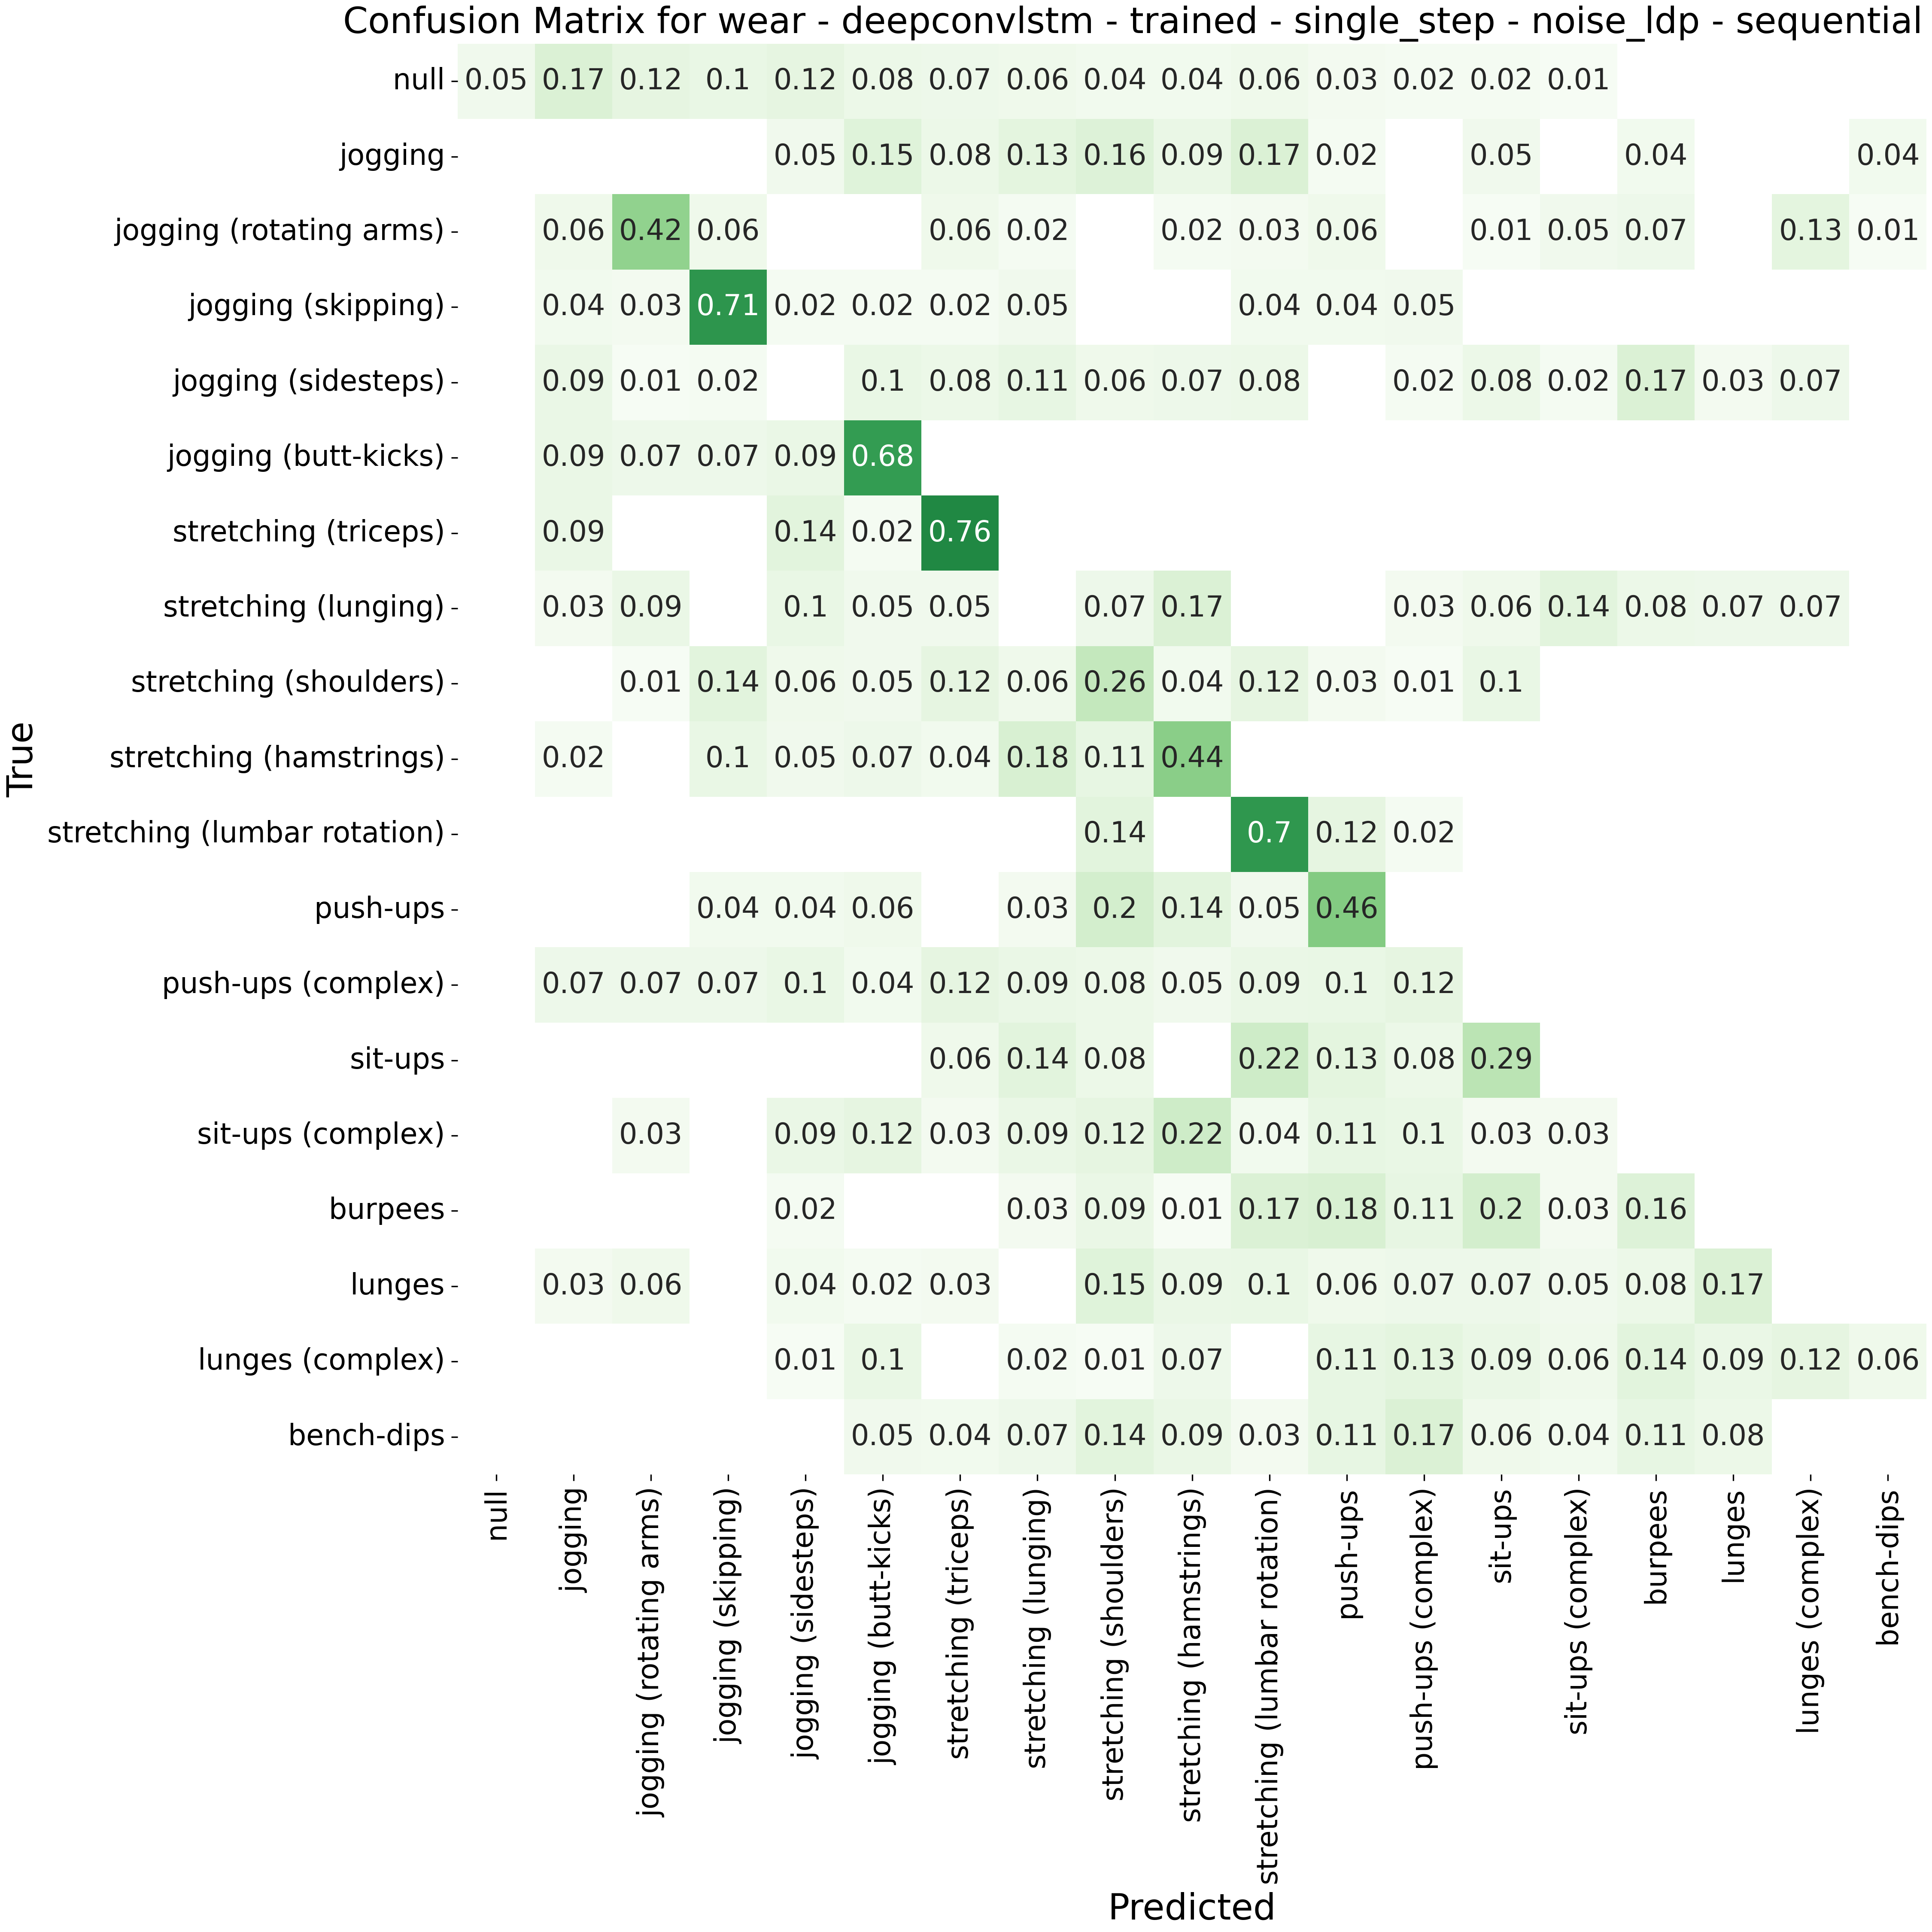 Confusion Matrix for wear - deepconvlstm - trained - single_step - noise_ldp - sequential
null 0.05 0.17 0.12 0.1 0.12 0.08 0.07 0.06 0.04 0.04 0.06 0.03 0.02 0.02 0.01
jogging 0.05 0.15 0.08 0.13 0.16 0.09 0.17 0.02 0.05 0.04 0.04
jogging (rotating arms) 0.06 0.42 0.06 0.06 0.02 0.02 0.03 0.06 0.01 0.05 0.07 0.13 0.01
jogging (skipping) 0.04 0.03 0.71 0.02 0.02 0.02 0.05 0.04 0.04 0.05
jogging (sidesteps) 0.09 0.01 0.02 0.1 0.08 0.11 0.06 0.07 0.08 0.02 0.08 0.02 0.17 0.03 0.07
jogging (butt-kicks) 0.09 0.07 0.07 0.09 0.68
stretching (triceps) 0.09 0.14 0.02 0.76
stretching (lunging) 0.03 0.09 0.1 0.05 0.05 0.07 0.17 0.03 0.06 0.14 0.08 0.07 0.07
stretching (shoulders) 0.01 0.14 0.06 0.05 0.12 0.06 0.26 0.04 0.12 0.03 0.01 0.1
stretching (hamstrings) 0.02 0.1 0.05 0.07 0.04 0.18 0.11 0.44
stretching (lumbar rotation) 0.14 0.7 0.12 0.02
push-ups 0.04 0.04 0.06 0.03 0.2 0.14 0.05 0.46
push-ups (complex) 0.07 0.07 0.07 0.1 0.04 0.12 0.09 0.08 0.05 0.09 0.1 0.12
sit-ups 0.06 0.14 0.08 0.22 0.13 0.08 0.29
sit-ups (complex) 0.03 0.09 0.12 0.03 0.09 0.12 0.22 0.04 0.11 0.1 0.03 0.03
burpees 0.02 0.03 0.09 0.01 0.17 0.18 0.11 0.2 0.03 0.16
lunges 0.03 0.06 0.04 0.02 0.03 0.15 0.09 0.1 0.06 0.07 0.07 0.05 0.08 0.17
lunges (complex) 0.01 0.1 0.02 0.01 0.07 0.11 0.13 0.09 0.06 0.14 0.09 0.12 0.06
bench-dips 0.05 0.04 0.07 0.14 0.09 0.03 0.11 0.17 0.06 0.04 0.11 0.08
True
null
jogging
jogging (rotating arms)
jogging (skipping)
jogging (sidesteps)
jogging (butt-kicks)
stretching (triceps)
stretching (lunging)
stretching (shoulders)
stretching (hamstrings)
stretching (lumbar rotation)
push-ups
push-ups (complex)
sit-ups
sit-ups (complex)
burpees
lunges
lunges (complex)
bench-dips
Predicted